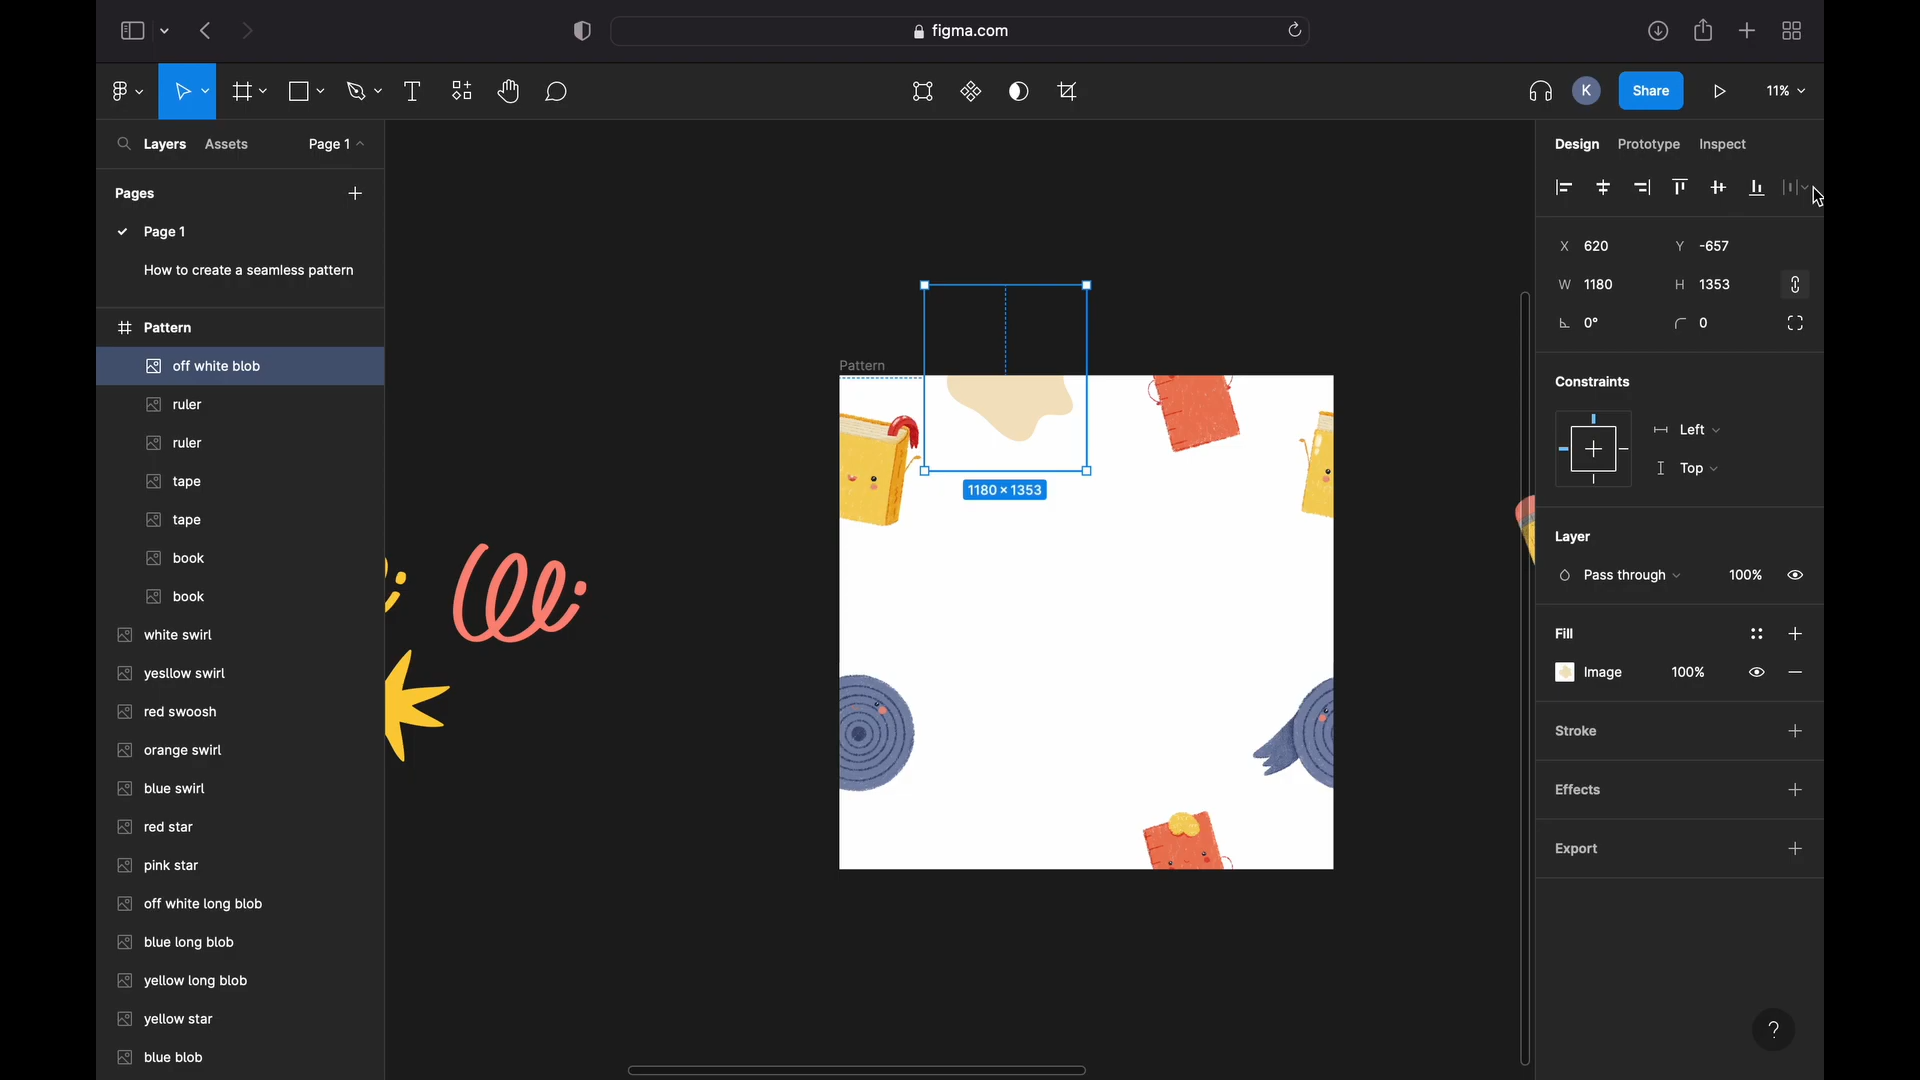 figma.com
K
Share
11%
Layers
Assets
Page 1
Pages
Page 1
How to create a seamless pattern
Pattern
off white blob
ruler
ruler
tape
tape
book
book
white swirl
yesllow swirl
red swoosh
orange swirl
blue swirl
red star
pink star
off white long blob
blue long blob
yellow long blob
yellow star
blue blob
Pattern
1180 × 1353
Design
Prototype
Inspect
X 620
Y -657
W 1180
H 1353
0°
0
Constraints
Left
Top
Layer
Pass through
100%
Fill
Image
100%
Stroke
Effects
Export
?